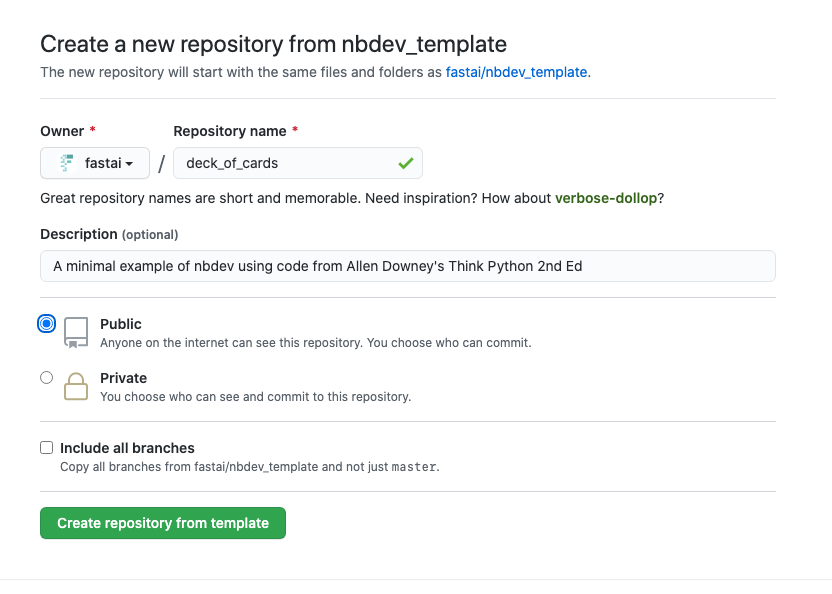 Create a new repository from nbdev_template
The new repository will start with the same files and folders as fastai/nbdev_template.
Owner * Repository name *
fastai / deck_of_cards
Great repository names are short and memorable. Need inspiration? How about verbose-dollop?
Description (optional)
A minimal example of nbdev using code from Allen Downey's Think Python 2nd Ed
Public
Anyone on the internet can see this repository. You choose who can commit.
Private
You choose who can see and commit to this repository.
Include all branches
Copy all branches from fastai/nbdev_template and not just master.
Create repository from template